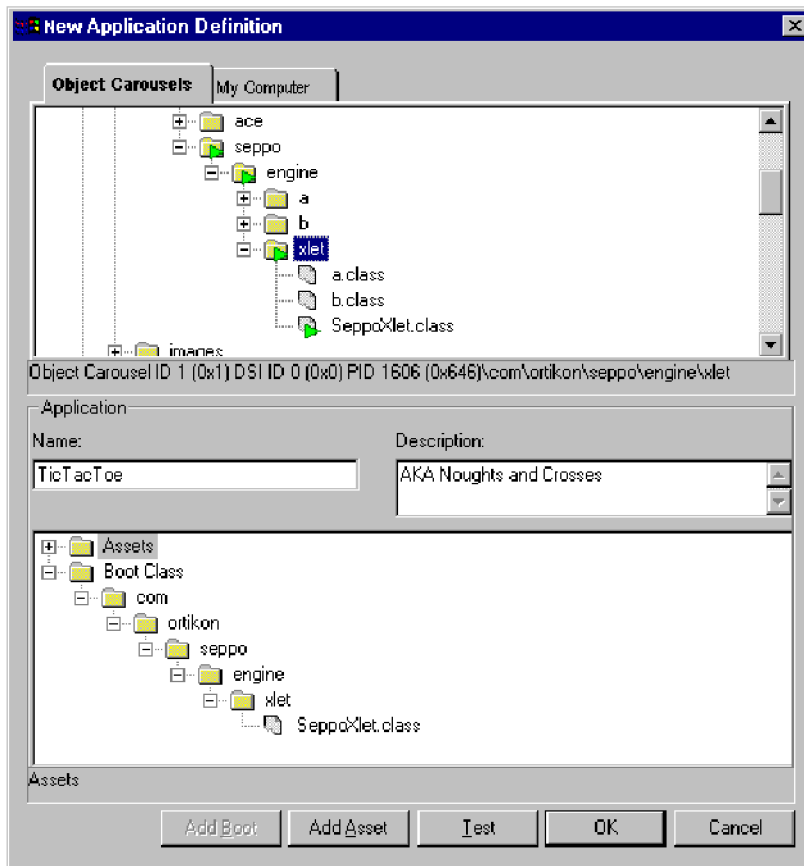 New Application Definition
Object Carousels
My Computer
ace
seppo
engine
a
b
xlet
a.class
b.class
SeppoXlet.class
images
Object Carousel ID 1 (0x1) DSI ID 0 (0x0) PID 1606 (0x646)\com\ortikon\seppo\engine\xlet
Application
Name:
Description:
TicTacToe
AKA Noughts and Crosses
Assets
Boot Class
com
ortikon
seppo
engine
xlet
SeppoXlet.class
Assets
Add Boot
Add Asset
Test
OK
Cancel